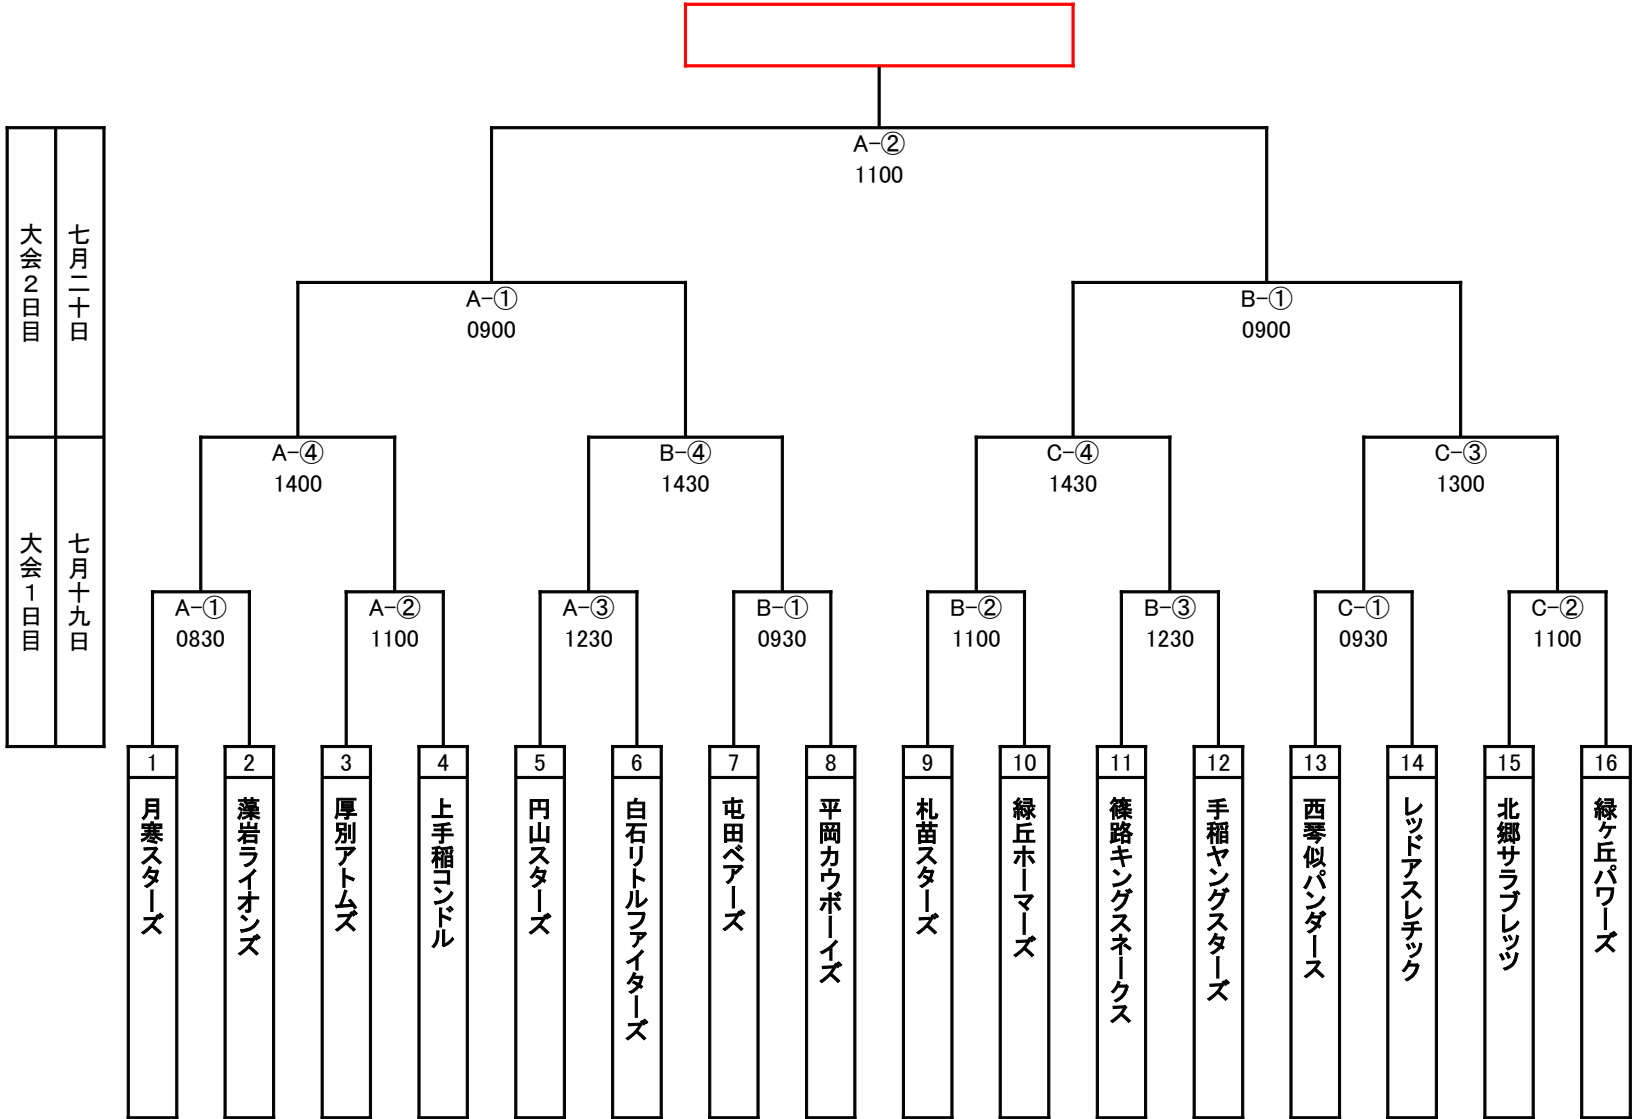 A-②
1100
大会2日目
七月二十日
A-①
0900
B-①
0900
大会1日目
七月十九日
A-④
1400
B-④
1430
C-④
1430
C-③
1300
A-①
0830
A-②
1100
A-③
1230
B-①
0930
B-②
1100
B-③
1230
C-①
0930
C-②
1100
1
月寒スターズ
2
藻岩ライオンズ
3
厚別アトムズ
4
上手稲コンドル
5
円山スターズ
6
白石リトルファイターズ
7
屯田ベアーズ
8
平岡カウボーイズ
9
札苗スターズ
10
緑丘ホーマーズ
11
篠路キングスネークス
12
手稲ヤングスターズ
13
西琴似パンダース
14
レッドアスレチック
15
北郷サラブレッツ
16
緑ヶ丘パワーズ